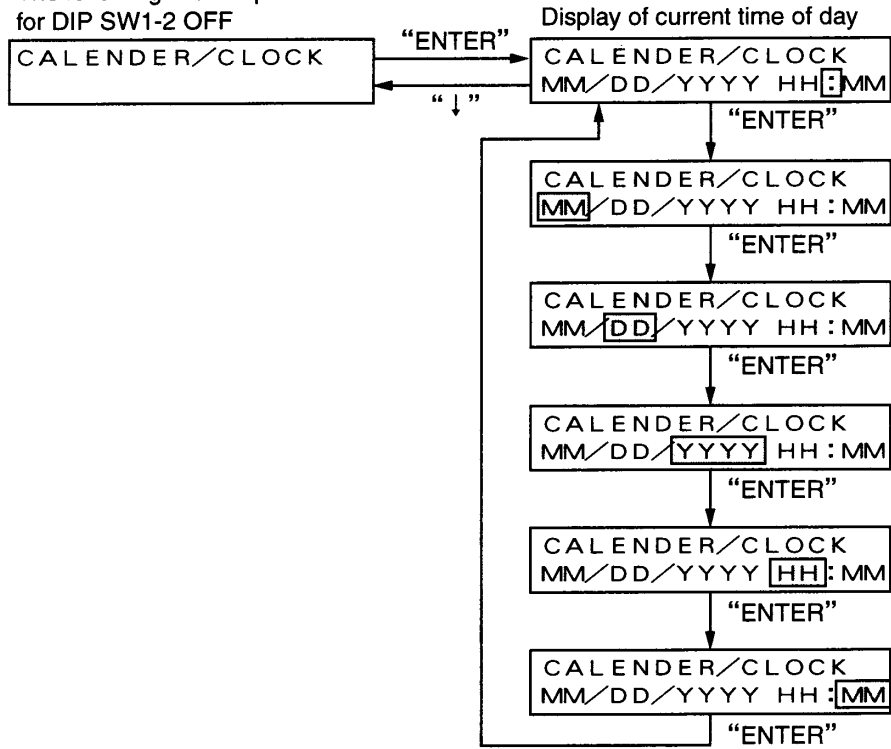 for DIP SW1-2 OFF
CALENDER/CLOCK
"ENTER"
"↓"
Display of current time of day
CALENDER/CLOCK
MM/DD/YYYY HH:MM
"ENTER"
CALENDER/CLOCK
MM/DD/YYYY HH:MM
"ENTER"
CALENDER/CLOCK
MM/DD/YYYY HH:MM
"ENTER"
CALENDER/CLOCK
MM/DD/YYYY HH:MM
"ENTER"
CALENDER/CLOCK
MM/DD/YYYY HH:MM
"ENTER"
CALENDER/CLOCK
MM/DD/YYYY HH:MM
"ENTER"